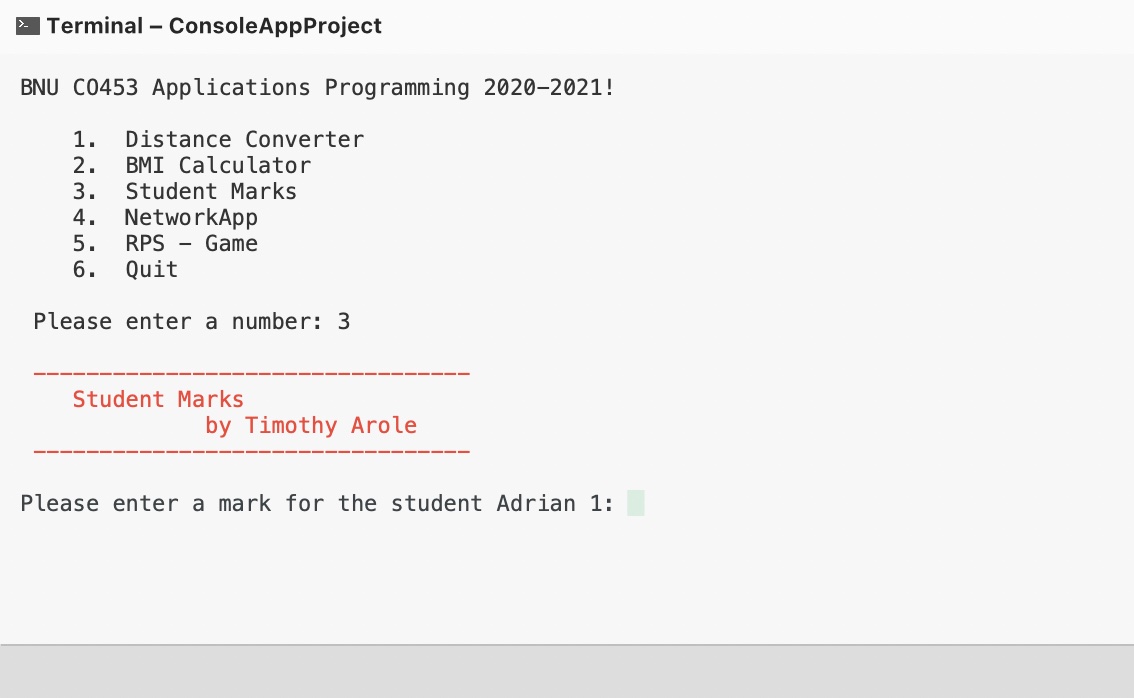 Terminal – ConsoleAppProject
BNU CO453 Applications Programming 2020-2021!
1. Distance Converter
2. BMI Calculator
3. Student Marks
4. NetworkApp
5. RPS - Game
6. Quit
Please enter a number: 3
---------------------------------
Student Marks
by Timothy Arole
---------------------------------
Please enter a mark for the student Adrian 1: